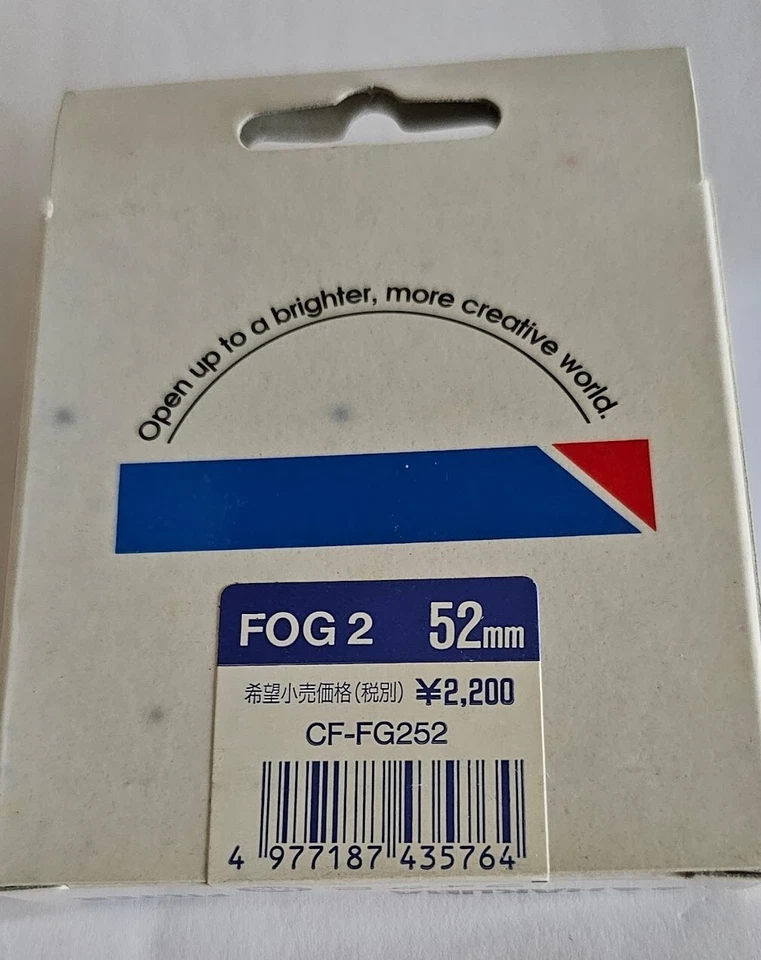 Open up to a brighter, more creative world.
FOG 2 52mm
希望小売価格(税別) ¥2,200
CF-FG252
4 977187 435764